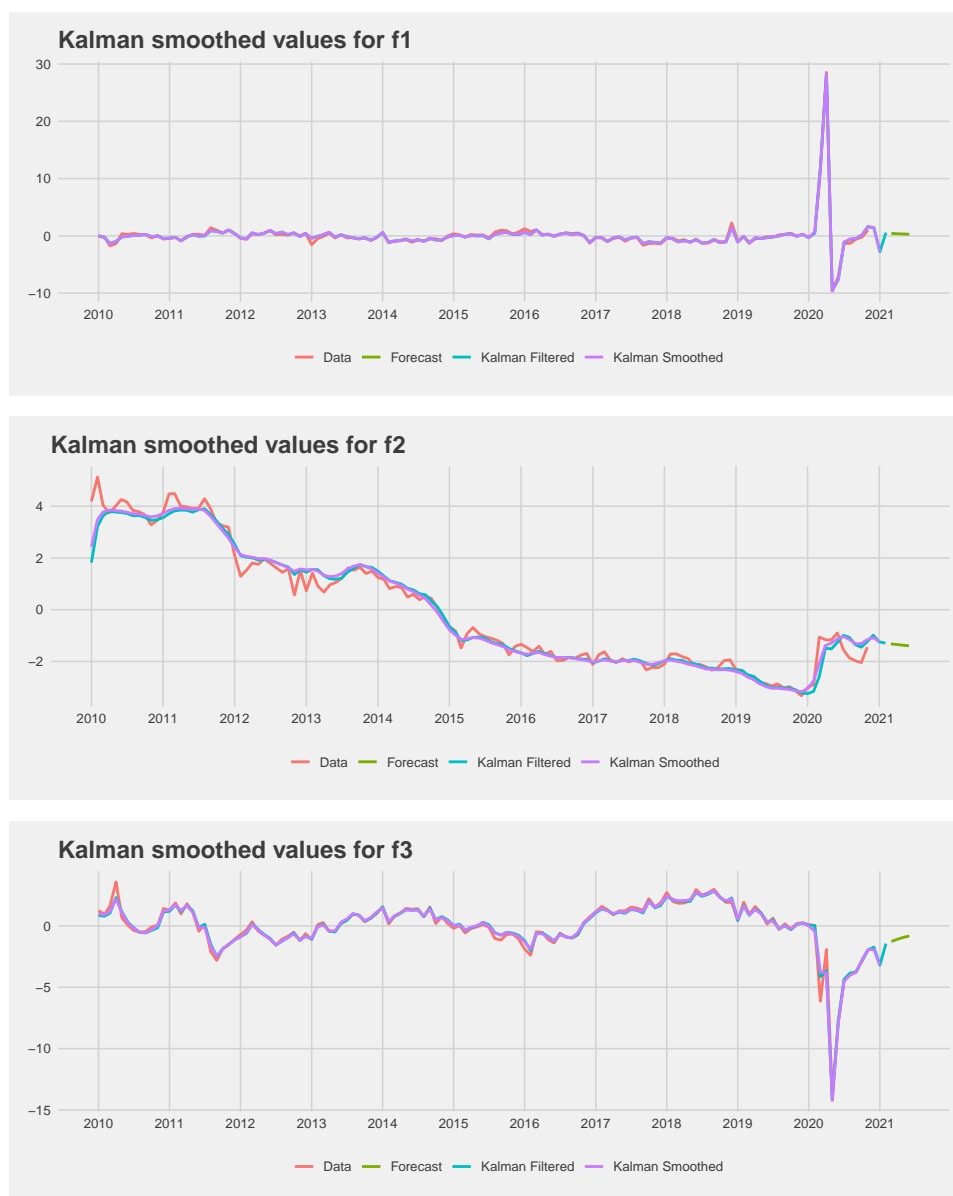 Kalman smoothed values for f1
30
20
10
0
−10
2010 2011 2012 2013 2014 2015 2016 2017 2018 2019 2020 2021
Data Forecast Kalman Filtered Kalman Smoothed
Kalman smoothed values for f2
4
2
0
−2
2010 2011 2012 2013 2014 2015 2016 2017 2018 2019 2020 2021
Data Forecast Kalman Filtered Kalman Smoothed
Kalman smoothed values for f3
0
−5
−10
−15
2010 2011 2012 2013 2014 2015 2016 2017 2018 2019 2020 2021
Data Forecast Kalman Filtered Kalman Smoothed